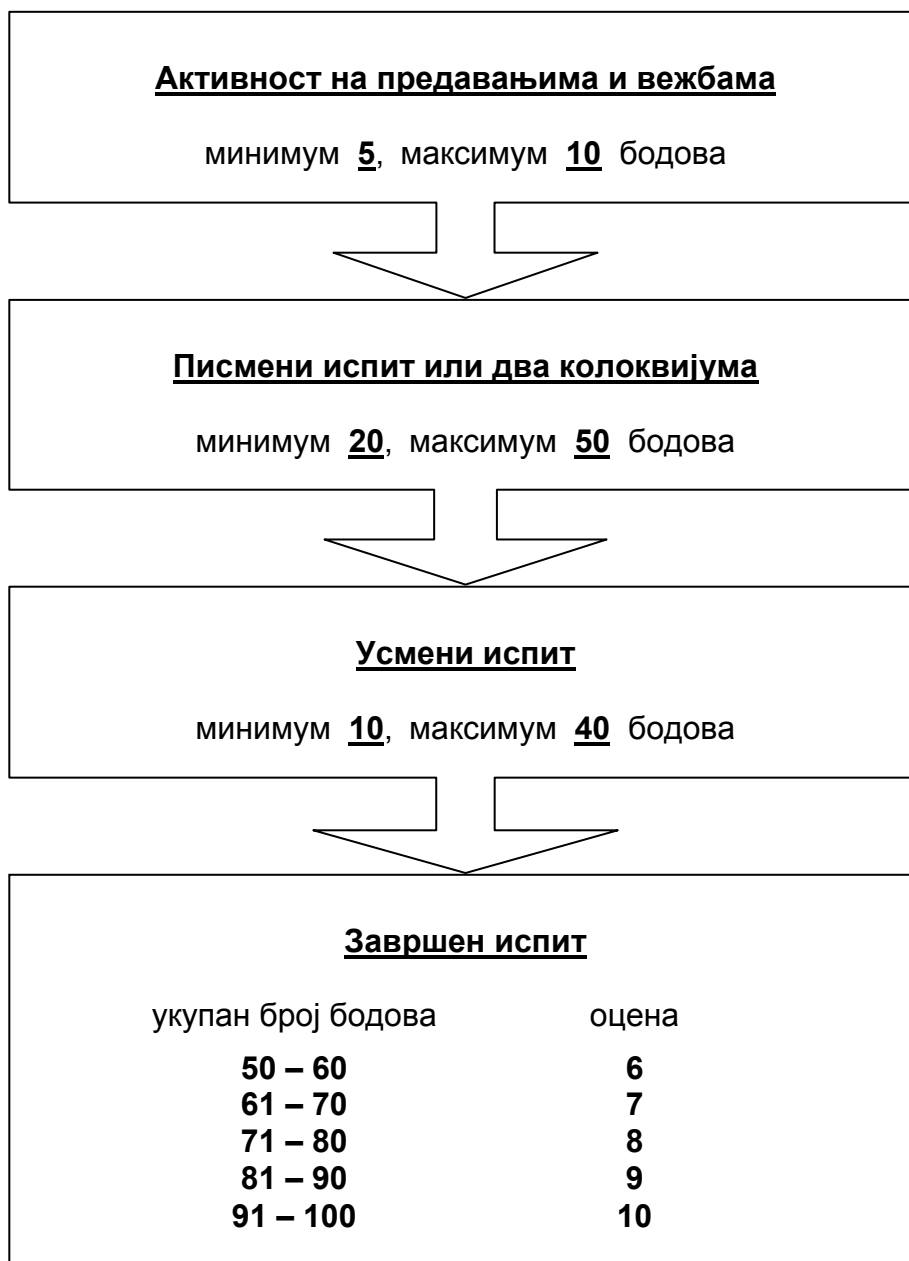 Активност на предавањима и вежбама
минимум 5, максимум 10 бодова
Писмени испит или два колоквијума
минимум 20, максимум 50 бодова
Усмени испит
минимум 10, максимум 40 бодова
Завршен испит
укупан број бодова оцена
50 – 60 6
61 – 70 7
71 – 80 8
81 – 90 9
91 – 100 10